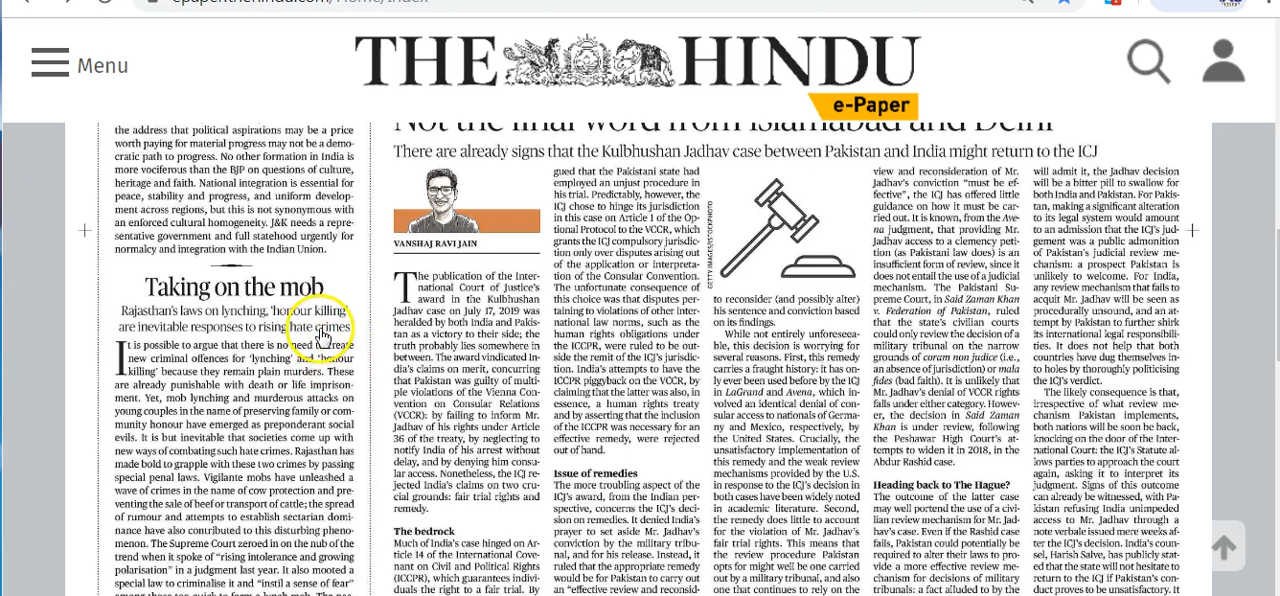 Menu
THE HINDU
e-Paper
the address that political aspirations may be a price
worth paying for material progress may not be a demo-
cratic path to progress. No other formation in India is
more vociferous than the BJP on questions of culture,
heritage and faith. National integration is essential for
peace, stability and progress, and uniform develop-
ment across regions, but this is not synonymous with
an enforced cultural homogeneity. J&K needs a rep-
resentative government and full statehood urgently for
normalcy and integration with the Indian Union.
Taking on the mob
Rajasthan's laws on lynching, 'honour killing'
are inevitable responses to rising hate crimes
It is possible to argue that there is no need to create
new criminal offences for 'lynching' and 'honour
killing' because they remain plain murders. These
are already punishable with death or life imprison-
ment. Yet, mob lynching and murderous attacks on
young couples in the name of preserving family or com-
munity honour have emerged as preponderant social
evils. It is but inevitable that societies come up with
new ways of combating such hate crimes. Rajasthan has
made bold to grapple with these two crimes by passing
special penal laws. Vigilante mobs have unleashed a
wave of crimes in the name of cow protection and pre-
venting the sale of beef or transport of cattle; the spread
of rumour and attempts to establish sectarian domi-
nance have also contributed to this disturbing pheno-
menon. The Supreme Court zeroed in on the nub of the
trend when it spoke of "rising intolerance and growing
polarisation" in a judgment last year. It also mooted a
special law to criminalise it and "instil a sense of fear"
Not the final word from Islamabad and Delhi
There are already signs that the Kulbhushan Jadhav case between Pakistan and India might return to the ICJ
VANSHAJ RAVI JAIN
The publication of the Inter-
national Court of Justice's
award in the Kulbhushan
Jadhav case on July 17, 2019 was
heralded by both India and Pakis-
tan as a victory to their side; the
truth probably lies somewhere in
between. The award vindicated In-
dia's claims on merit, concurring
that Pakistan was guilty of multi-
ple violations of the Vienna Con-
vention on Consular Relations
(VCCR): by failing to inform Mr.
Jadhav of his rights under Article
36 of the treaty, by neglecting to
notify India of his arrest without
delay, and by denying him consu-
lar access. Nonetheless, the ICJ re-
jected India's claims on two cru-
cial grounds: fair trial rights and
remedy.
The bedrock
Much of India's case hinged on Ar-
ticle 14 of the International Cove-
nant on Civil and Political Rights
(ICCPR), which guarantees indivi-
duals the right to a fair trial. By
gued that the Pakistani state had
employed an unjust procedure in
his trial. Predictably, however, the
ICJ chose to hinge its jurisdiction
in this case on Article 1 of the Op-
tional Protocol to the VCCR, which
grants the ICJ compulsory jurisdic-
tion only over disputes arising out
of the application or interpreta-
tion of the Consular Convention.
The unfortunate consequence of
this choice was that disputes per-
taining to violations of other inter-
national law norms, such as the
human rights obligations under
the ICCPR, were ruled to be out-
side the remit of the ICJ's jurisdic-
tion. India's attempts to have the
ICCPR piggyback on the VCCR, by
claiming that the latter was also, in
essence, a human rights treaty
and by asserting that the inclusion
of the ICCPR was necessary for an
effective remedy, were rejected
out of hand.
Issue of remedies
The more troubling aspect of the
ICJ's award, from the Indian per-
spective, concerns the ICJ's deci-
sion on remedies. It denied India's
prayer to set aside Mr. Jadhav's
conviction by the military tribu-
nal, and for his release. Instead, it
ruled that the appropriate remedy
would be for Pakistan to carry out
an "effective review and reconsid-
GETTY IMAGES/ISTOCKPHOTO
to reconsider (and possibly alter)
his sentence and conviction based
on its findings.
While not entirely unforeseea-
ble, this decision is worrying for
several reasons. First, this remedy
carries a fraught history: it has on-
ly ever been used before by the ICJ
in LaGrand and Avena, which in-
volved an identical denial of con-
sular access to nationals of Germa-
ny and Mexico, respectively, by
the United States. Crucially, the
unsatisfactory implementation of
this remedy and the weak review
mechanisms provided by the U.S.
in response to the ICJ's decision in
both cases have been widely noted
in academic literature. Second,
the remedy does little to account
for the violation of Mr. Jadhav's
fair trial rights. This means that
the review procedure Pakistan
opts for might well be one carried
out by a military tribunal, and also
one that continues to rely on the
view and reconsideration of Mr.
Jadhav's conviction "must be ef-
fective", the ICJ has offered little
guidance on how it must be car-
ried out. It is known, from the Ave-
na judgment, that providing Mr.
Jadhav access to a clemency peti-
tion (as Pakistani law does) is an
insufficient form of review, since it
does not entail the use of a judicial
mechanism. The Pakistani Su-
preme Court, in Said Zaman Khan
v. Federation of Pakistan, ruled
that the state's civilian courts
could only review the decision of a
military tribunal on the narrow
grounds of coram non judice (i.e.,
an absence of jurisdiction) or mala
fides (bad faith). It is unlikely that
Mr. Jadhav's denial of VCCR rights
falls under either category. Howev-
er, the decision in Said Zaman
Khan is under review, following
the Peshawar High Court's at-
tempts to widen it in 2018, in the
Abdur Rashid case.
Heading back to The Hague?
The outcome of the latter case
may well portend the use of a civi-
lian review mechanism for Mr. Jad-
hav's case. Even if the Rashid case
fails, Pakistan could potentially be
required to alter their laws to pro-
vide a more effective review me-
chanism for decisions of military
tribunals: a fact alluded to by the
will admit it, the Jadhav decision
will be a bitter pill to swallow for
both India and Pakistan. For Pakis-
tan, making a significant alteration
to its legal system would amount
to an admission that the ICJ's jud-
gement was a public admonition
of Pakistan's judicial review me-
chanism: a prospect Pakistan is
unlikely to welcome. For India,
any review mechanism that fails to
acquit Mr. Jadhav will be seen as
procedurally unsound, and an at-
tempt by Pakistan to further shirk
its international legal responsibili-
ties. It does not help that both
countries have dug themselves in-
to holes by thoroughly politicising
the ICJ's verdict.
The likely consequence is that,
irrespective of what review me-
chanism Pakistan implements,
both nations will be soon be back,
knocking on the door of the Inter-
national court: the ICJ's Statute al-
lows parties to approach the court
again, asking it to interpret its
judgment. Signs of this outcome
can already be witnessed, with Pa-
kistan refusing India unimpeded
access to Mr. Jadhav through a
note verbale issued mere weeks af-
ter the ICJ's decision. India's coun-
sel, Harish Salve, has publicly stat-
ed that the state will not hesitate to
return to the ICJ if Pakistan's con-
duct proves to be unsatisfactory. It